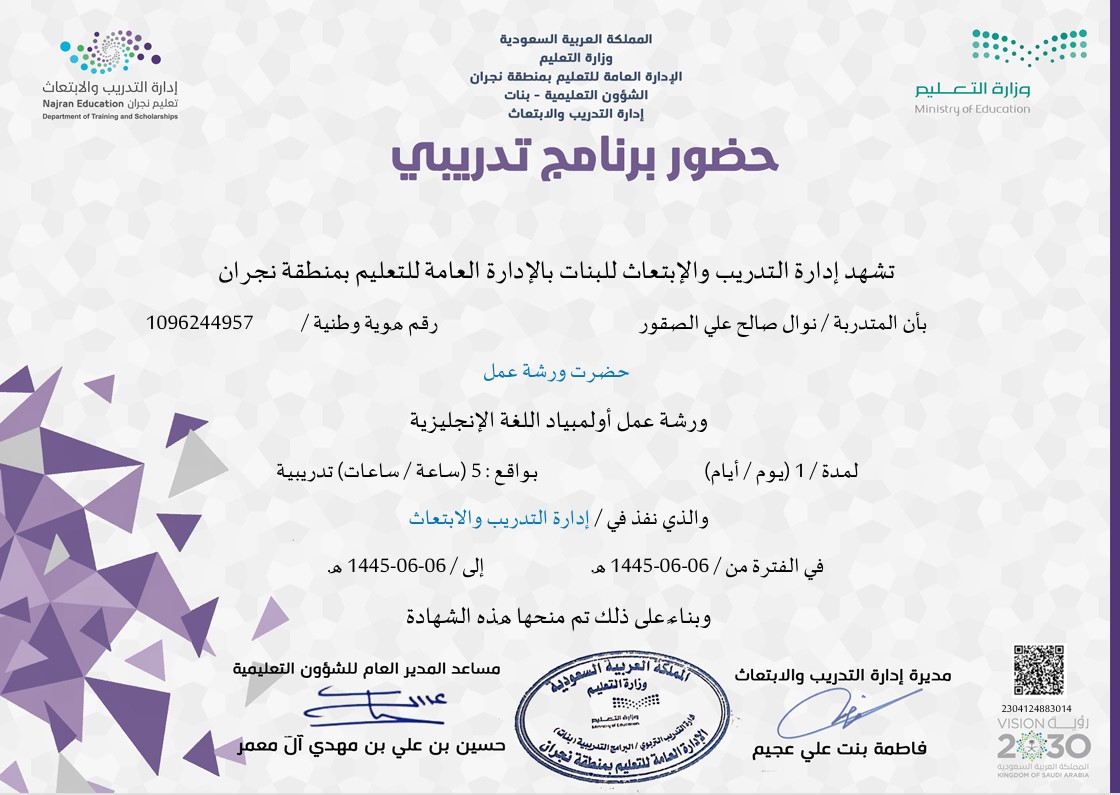 المملكة العربية السعودية
وزارة التعليم
الإدارة العامة للتعليم بمنطقة نجران
الشؤون التعليمية - بنات
إدارة التدريب والابتعاث
وزارة التعـــليم
Ministry of Education
إدارة التدريب والابتعاث
تعليم نجران Najran Education
Department of Training and Scholarships
حضور برنامج تدريبي
تشهد إدارة التدريب والإبتعاث للبنات بالإدارة العامة للتعليم بمنطقة نجران
بأن المتدربة / نوال صالح علي الصقور رقم هوية وطنية / 1096244957
حضرت ورشة عمل
ورشة عمل أولمبياد اللغة الإنجليزية
لمدة / 1 (يوم / أيام) بواقع : 5 (ساعة / ساعات) تدريبية
والذي نفذ في / إدارة التدريب والابتعاث
في الفترة من / 06-06-1445 هـ إلى / 06-06-1445 هـ
وبناء على ذلك تم منحها هذه الشهادة
مديرة إدارة التدريب والابتعاث
فاطمة بنت علي عجيم
المملكة العربية السعودية
وزارة التعليم
وزارة التعـــليم
Ministry of Education
الإدارة العامة للتعليم بمنطقة نجران
مساعد المدير العام للشؤون التعليمية
حسين بن علي بن مهدي آل معمر
2304124883014
VISION رؤيــة
2030
المملكة العربية السعودية
KINGDOM OF SAUDI ARABIA